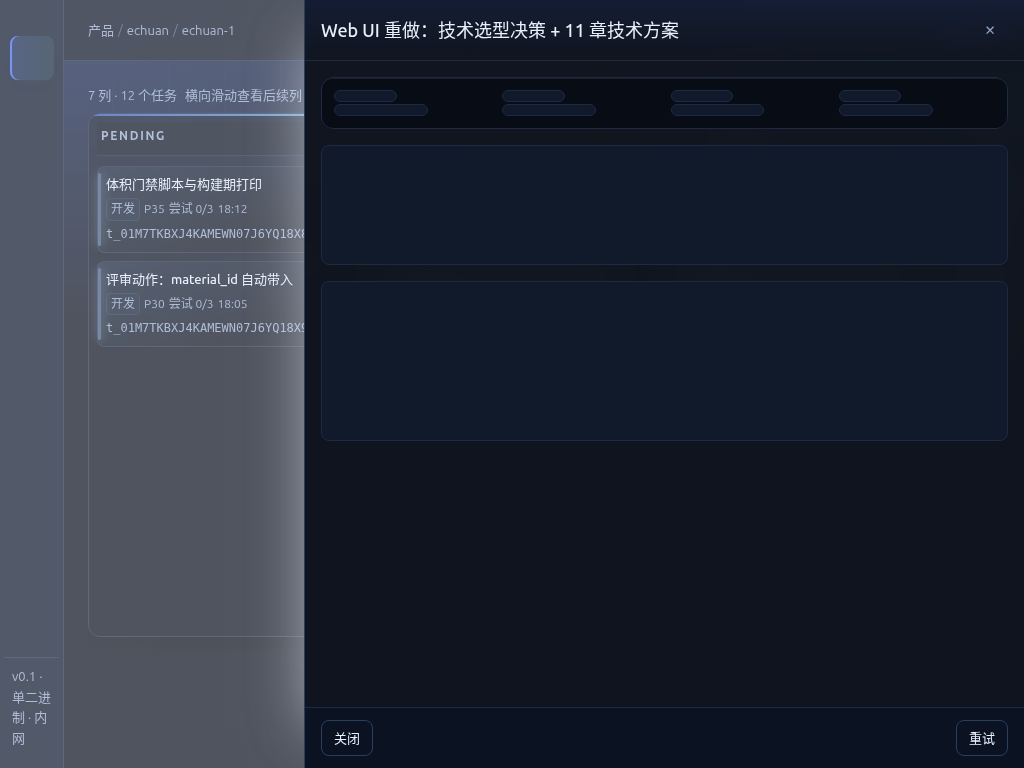 产品 / echuan / echuan-1
7 列 · 12 个任务 横向滑动查看后续列
PENDING
体积门禁脚本与构建期打印
开发 P35 尝试 0/3 18:12
t_01M7TKBXJ4KAMEWN07J6YQ18X
评审动作：material_id 自动带入
开发 P30 尝试 0/3 18:05
t_01M7TKBXJ4KAMEWN07J6YQ18X
v0.1 ·
单二进
制 · 内
网
Web UI 重做：技术选型决策 + 11 章技术方案
×
关闭
重试